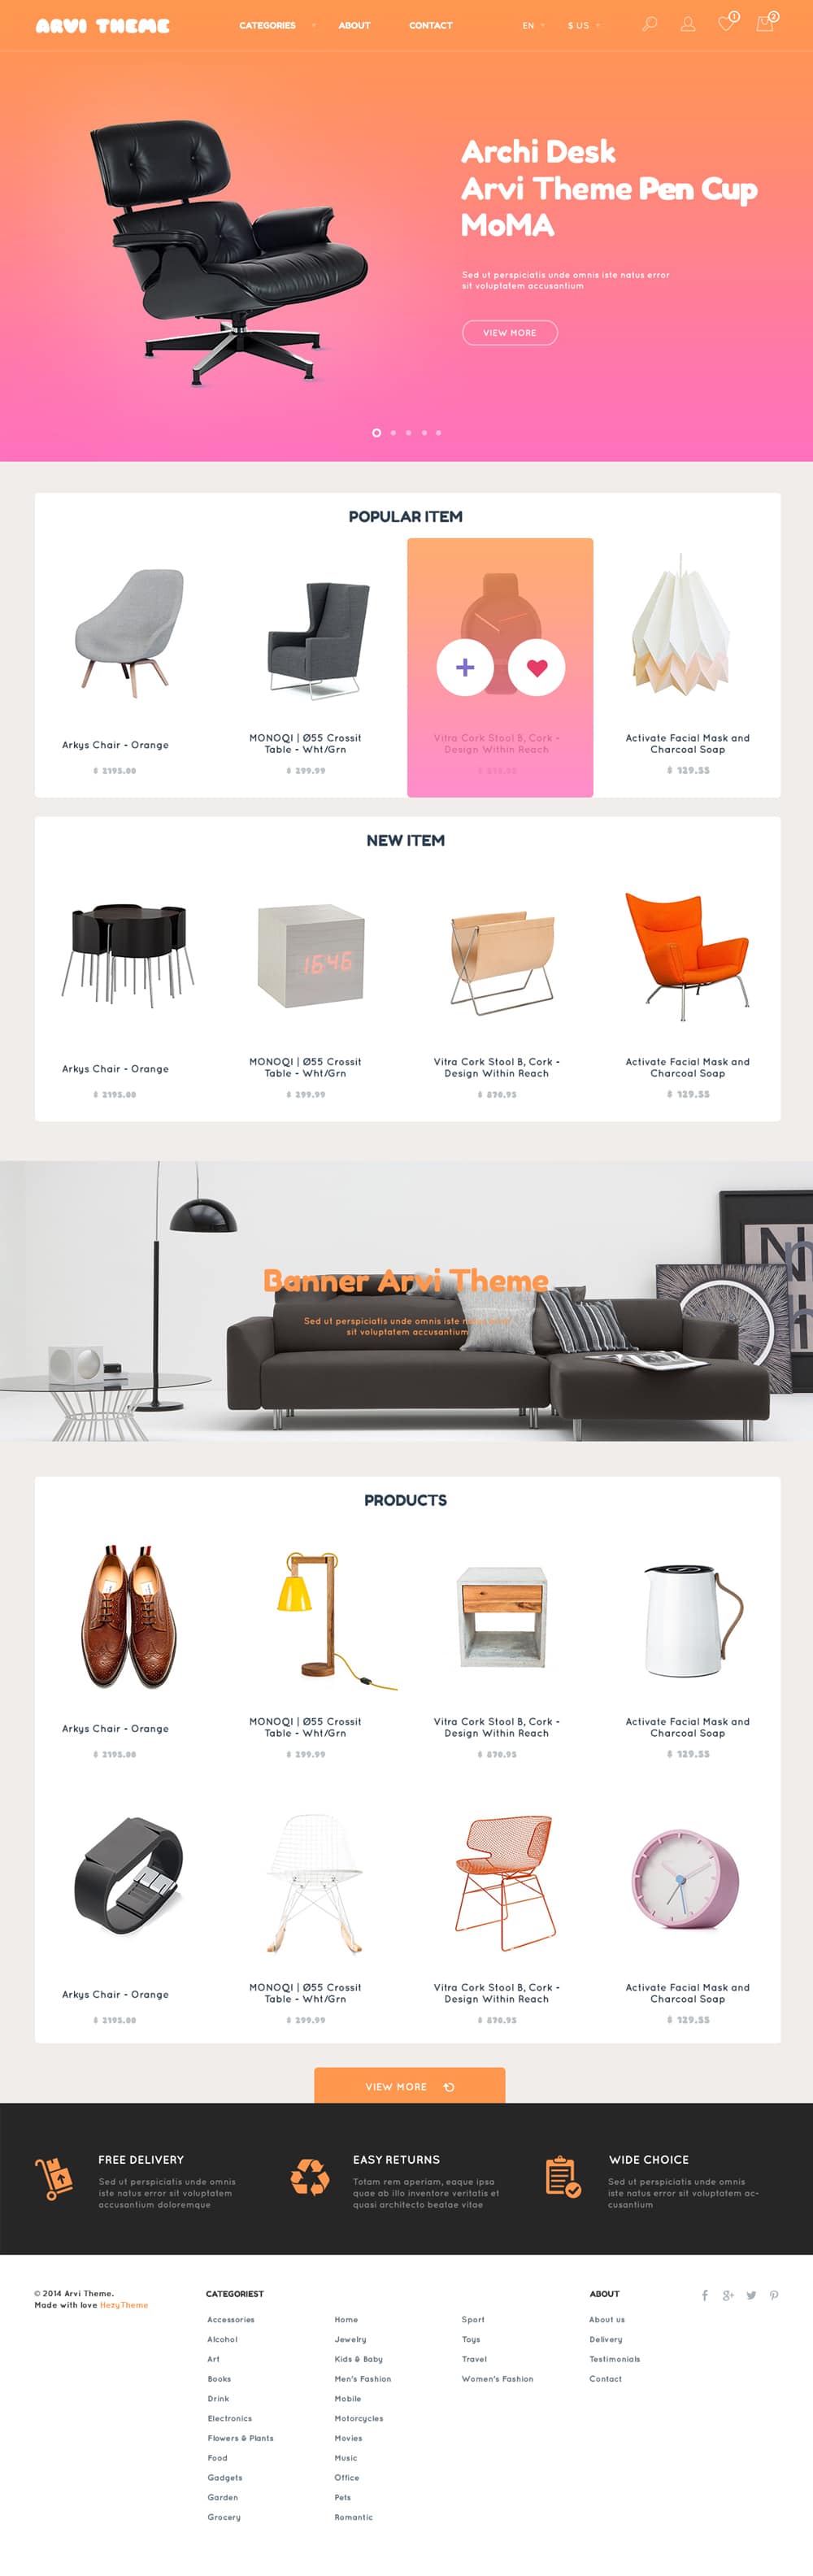 ARVI THEME
CATEGORIES
ABOUT
CONTACT
EN
$ US
1
2
Archi Desk
Arvi Theme Pen Cup
MoMA
Sed ut perspiciatis unde omnis iste natus error
sit voluptatem accusantium
VIEW MORE
POPULAR ITEM
Arkys Chair - Orange
$ 2195.00
MONOQI | Ø55 Crossit
Table - Wht/Grn
$ 299.99
Vitra Cork Stool B, Cork -
Design Within Reach
$ 870.95
Activate Facial Mask and
Charcoal Soap
$ 129.55
NEW ITEM
16:46
Arkys Chair - Orange
$ 2195.00
MONOQI | Ø55 Crossit
Table - Wht/Grn
$ 299.99
Vitra Cork Stool B, Cork -
Design Within Reach
$ 870.95
Activate Facial Mask and
Charcoal Soap
$ 129.55
Banner Arvi Theme
Sed ut perspiciatis unde omnis iste
sit voluptatem accusantium
PRODUCTS
Arkys Chair - Orange
$ 2195.00
MONOQI | Ø55 Crossit
Table - Wht/Grn
$ 299.99
Vitra Cork Stool B, Cork -
Design Within Reach
$ 870.95
Activate Facial Mask and
Charcoal Soap
$ 129.55
Arkys Chair - Orange
$ 2195.00
MONOQI | Ø55 Crossit
Table - Wht/Grn
$ 299.99
Vitra Cork Stool B, Cork -
Design Within Reach
$ 870.95
Activate Facial Mask and
Charcoal Soap
$ 129.55
VIEW MORE
FREE DELIVERY
Sed ut perspiciatis unde omnis
iste natus error sit voluptatem
accusantium doloremque
EASY RETURNS
Totam rem aperiam, eaque ipsa
quae ab illo inventore veritatis et
quasi architecto beatae vitae
WIDE CHOICE
Sed ut perspiciatis unde omnis
iste natus error sit voluptatem ac-
cusantium
© 2014 Arvi Theme.
Made with love HezyTheme
CATEGORIEST
Accessories
Alcohol
Art
Books
Drink
Electronics
Flowers & Plants
Food
Gadgets
Garden
Grocery
Home
Jewelry
Kids & Baby
Men's Fashion
Mobile
Motorcycles
Movies
Music
Office
Pets
Romantic
Sport
Toys
Travel
Women's Fashion
ABOUT
About us
Delivery
Testimonials
Contact